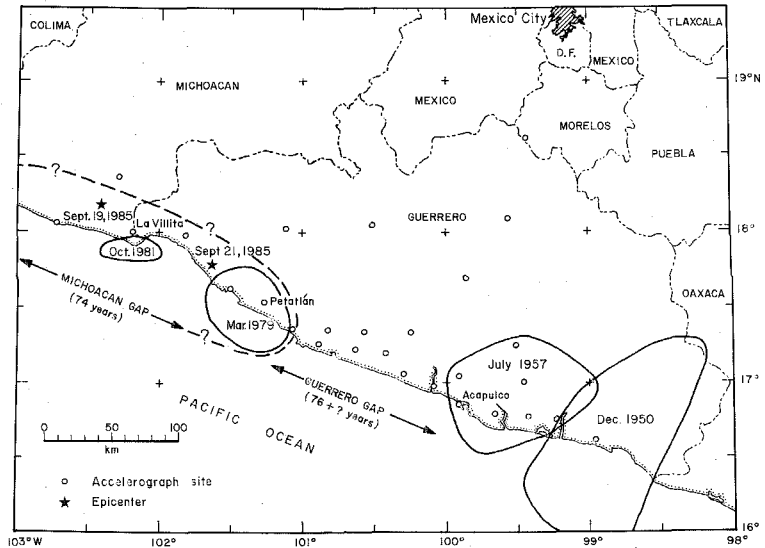 COLIMA
Mexico City
TLAXCALA
D.F.
MEXICO
19°N
MICHOACAN
MEXICO
MORELOS
PUEBLA
?
Sept. 19, 1985
La Villita
?
GUERRERO
18°
Oct. 1981
Sept 21, 1985
MICHOACAN GAP
(74 years)
Petatlán
OAXACA
Mar. 1979
?
July 1957
17°
GUERRERO GAP
(76 + ? years)
Acapulco
Dec. 1950
PACIFIC OCEAN
0 50 100
km
Accelerograph site
Epicenter
16°
103°W 102° 101° 100° 99° 98°